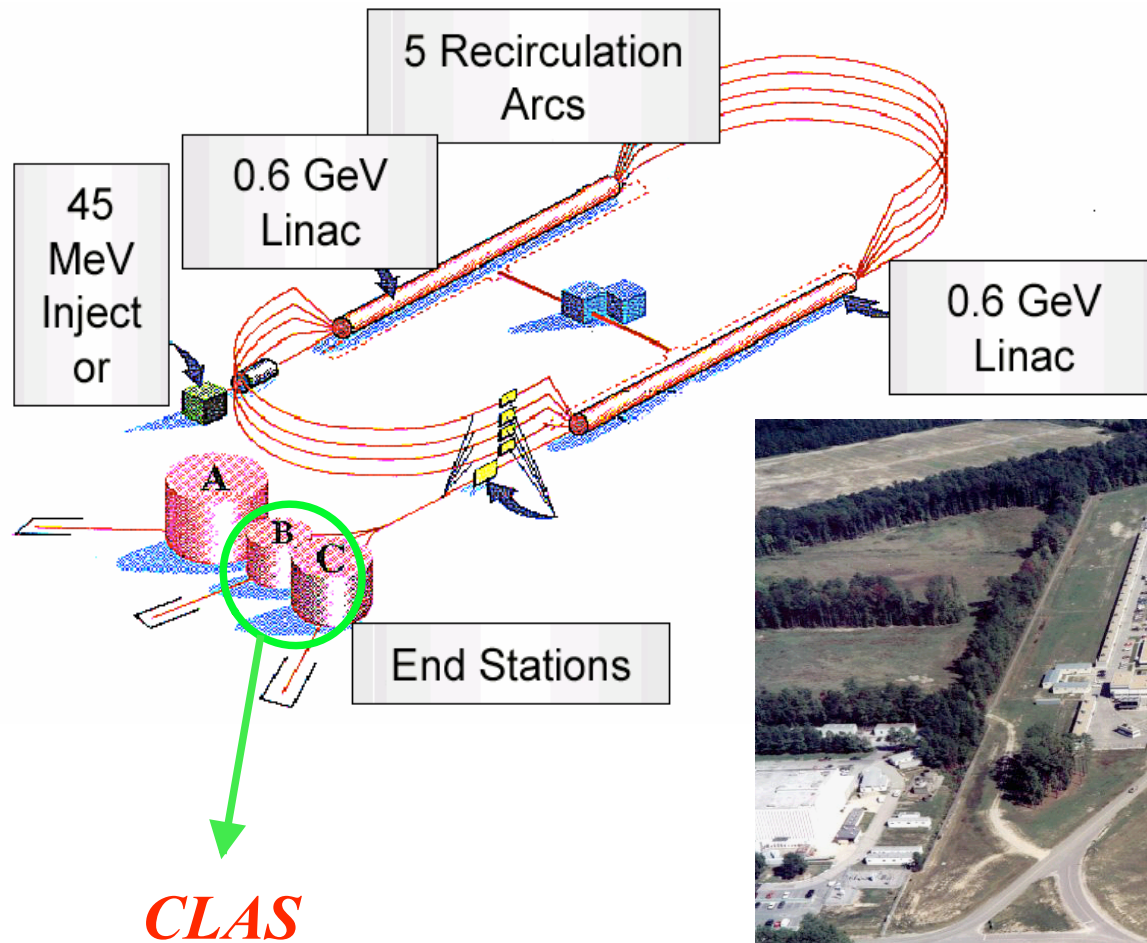 5 Recirculation
Arcs
0.6 GeV
Linac
45
MeV
Inject
or
0.6 GeV
Linac
A
B
C
End Stations
CLAS